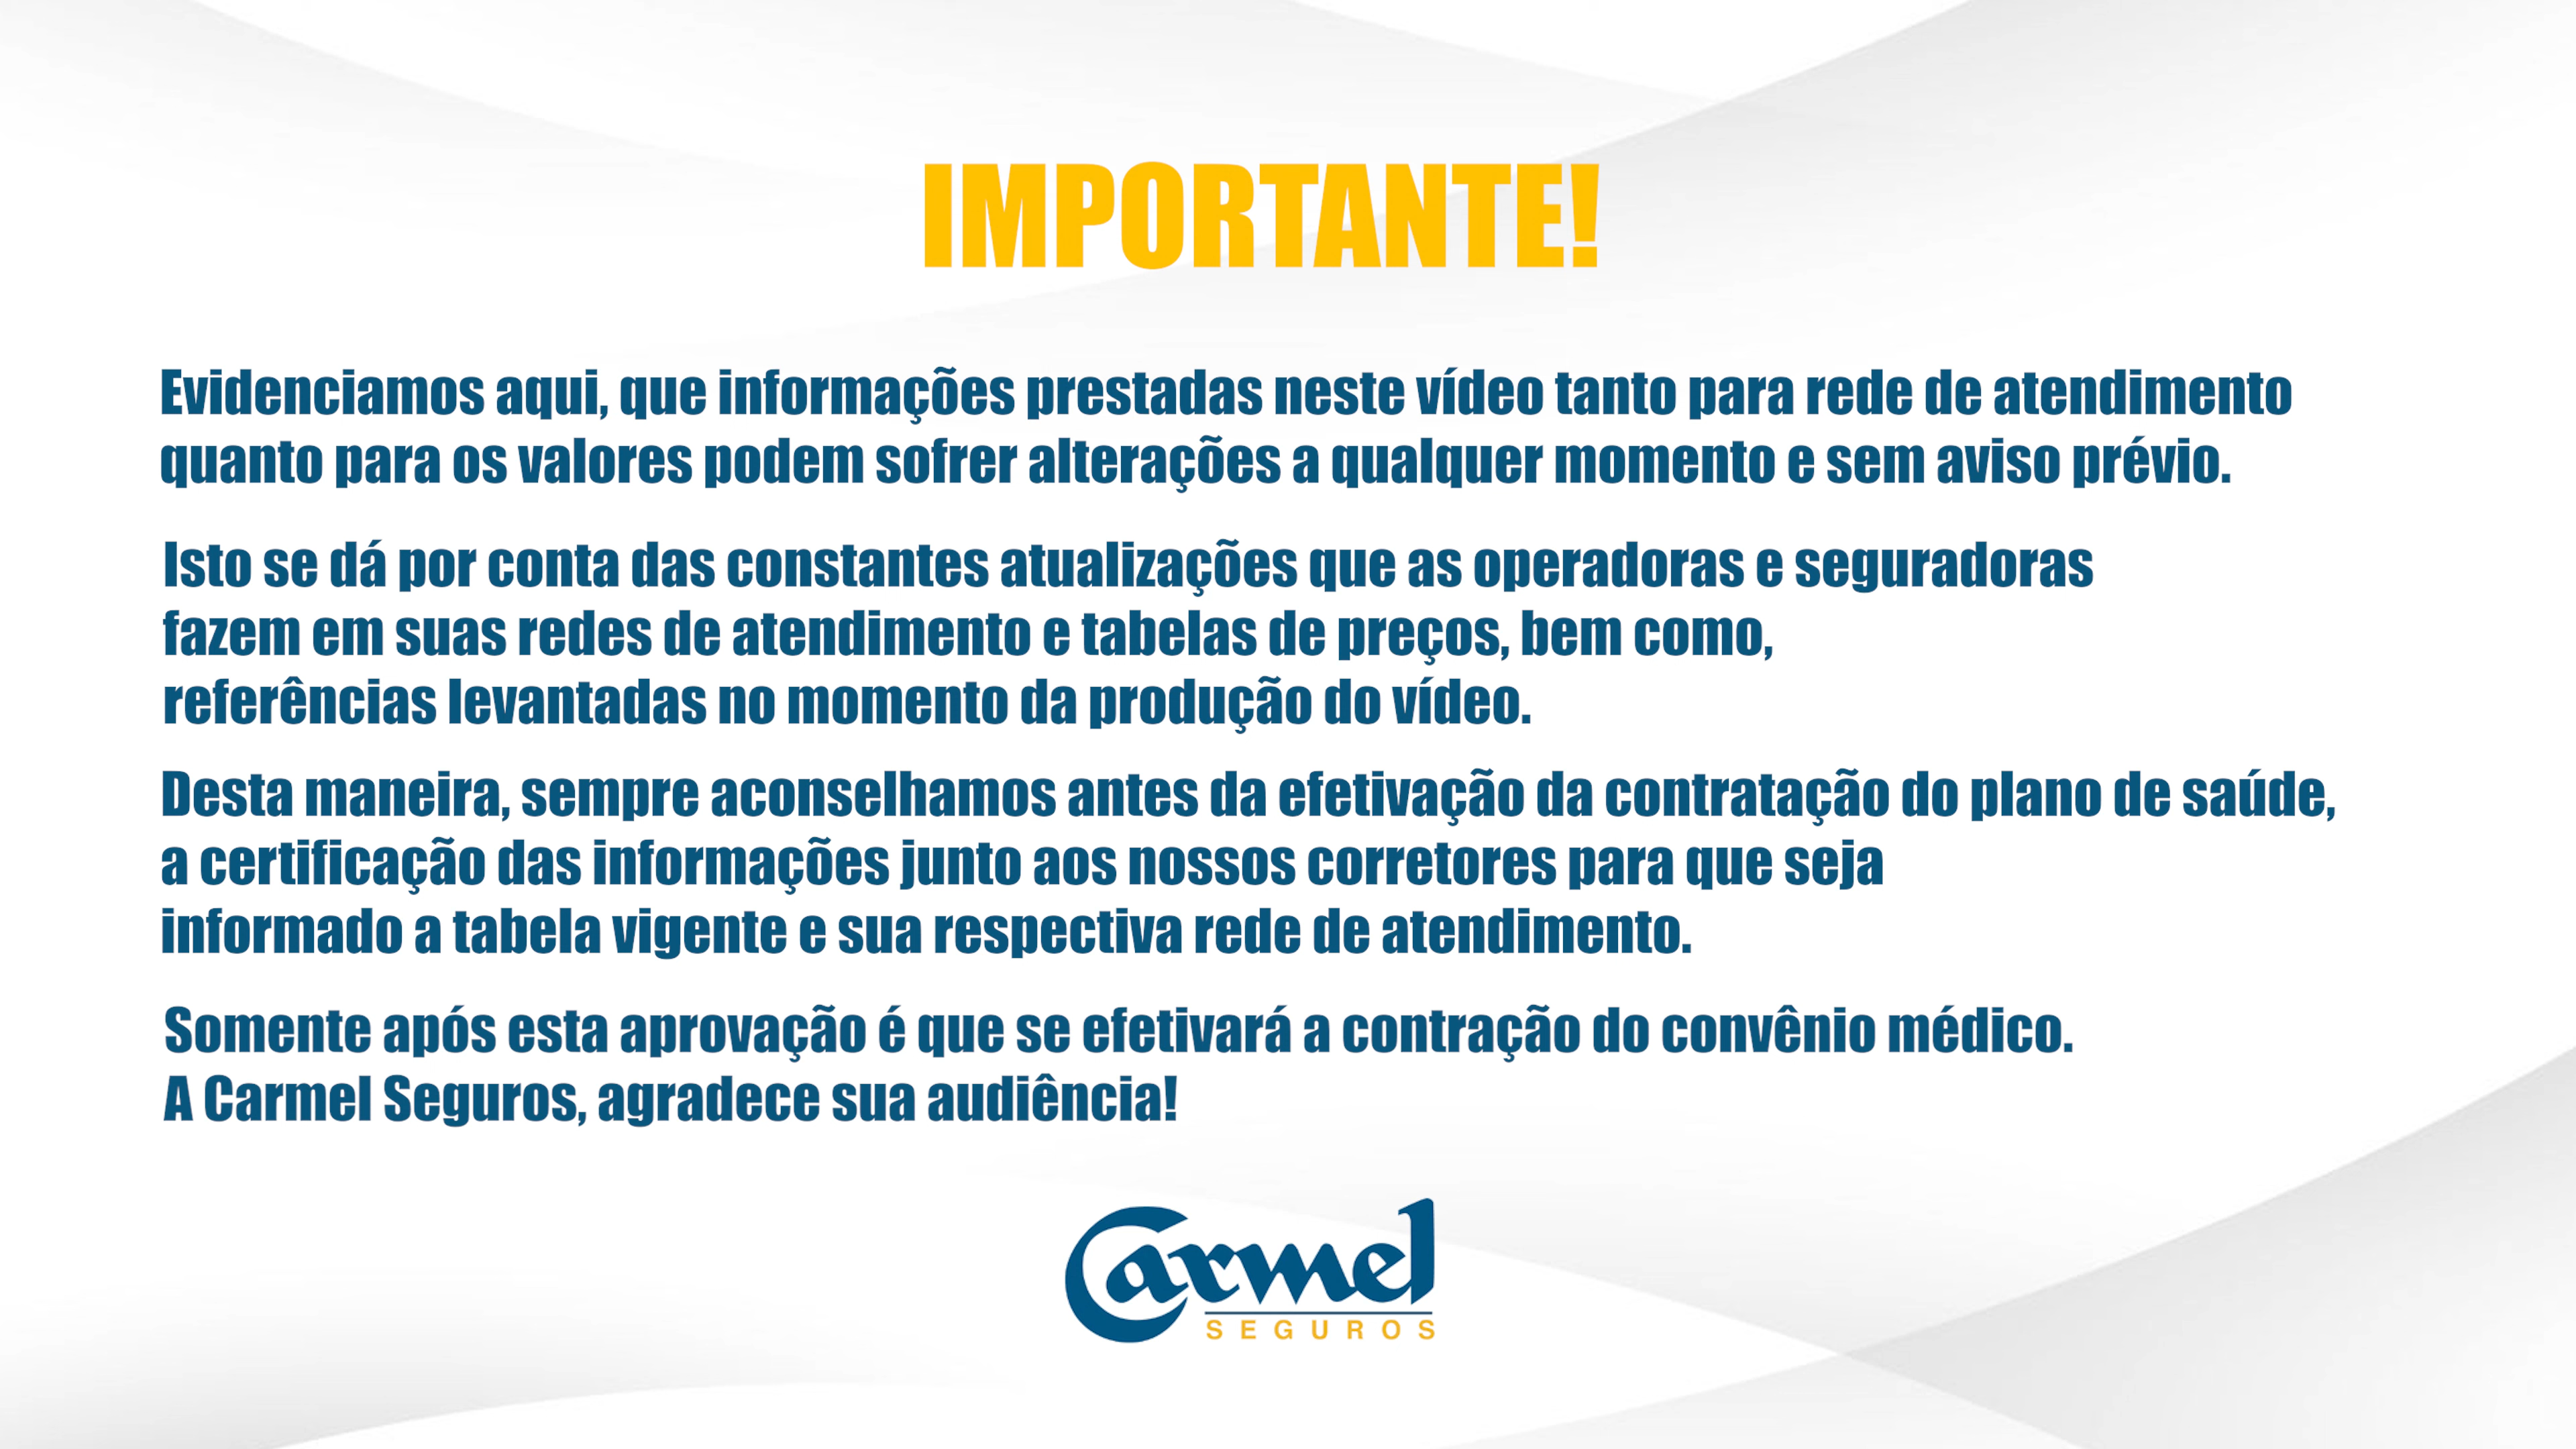 IMPORTANTE!
Evidenciamos aqui, que informações prestadas neste vídeo tanto para rede de atendimento
quanto para os valores podem sofrer alterações a qualquer momento e sem aviso prévio.
Isto se dá por conta das constantes atualizações que as operadoras e seguradoras
fazem em suas redes de atendimento e tabelas de preços, bem como,
referências levantadas no momento da produção do vídeo.
Desta maneira, sempre aconselhamos antes da efetivação da contratação do plano de saúde,
a certificação das informações junto aos nossos corretores para que seja
informado a tabela vigente e sua respectiva rede de atendimento.
Somente após esta aprovação é que se efetivará a contração do convênio médico.
A Carmel Seguros, agradece sua audiência!
Carmel
SEGUROS